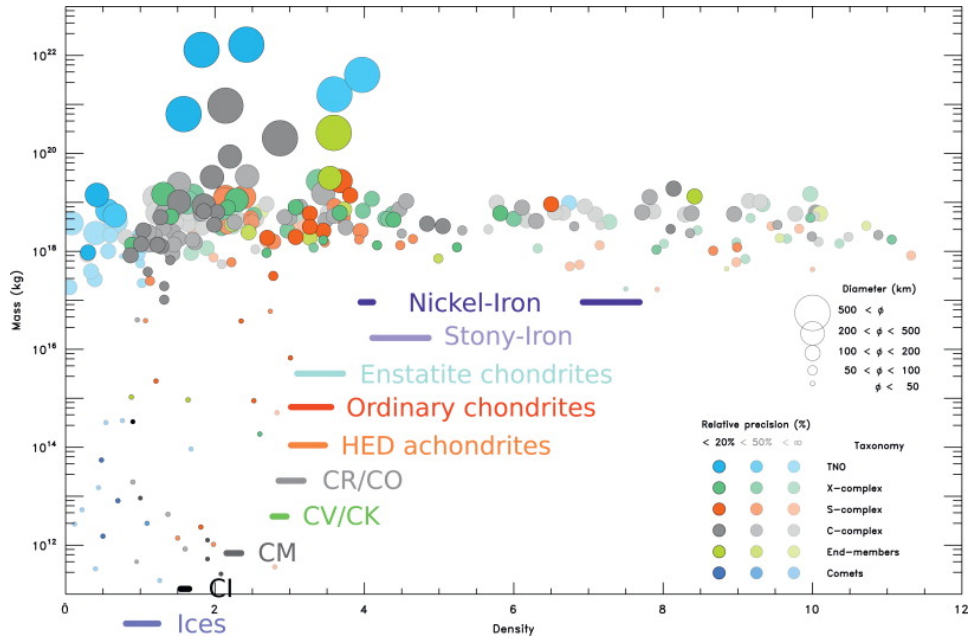 10²²
10²⁰
10¹⁸
10¹⁶
10¹⁴
10¹²
Mass (kg)
Nickel-Iron
Stony-Iron
Enstatite chondrites
Ordinary chondrites
HED achondrites
CR/CO
CV/CK
CM
CI
Ices
Diameter (km)
500 < ϕ
200 < ϕ < 500
100 < ϕ < 200
50 < ϕ < 100
ϕ < 50
Relative precision (%)
< 20% < 50% < ∞ Taxonomy
TNO
X-complex
S-complex
C-complex
End-members
Comets
0 2 4 6 8 10 12
Density